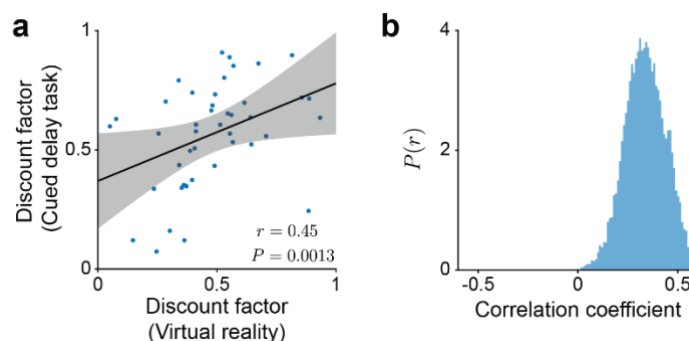 a
Discount factor
(Cued delay task)
1
0.5
0
r = 0.45
P = 0.0013
0
0.5
1
Discount factor
(Virtual reality)
b
P(r)
4
2
0
-0.5
0
0.5
Correlation coefficient